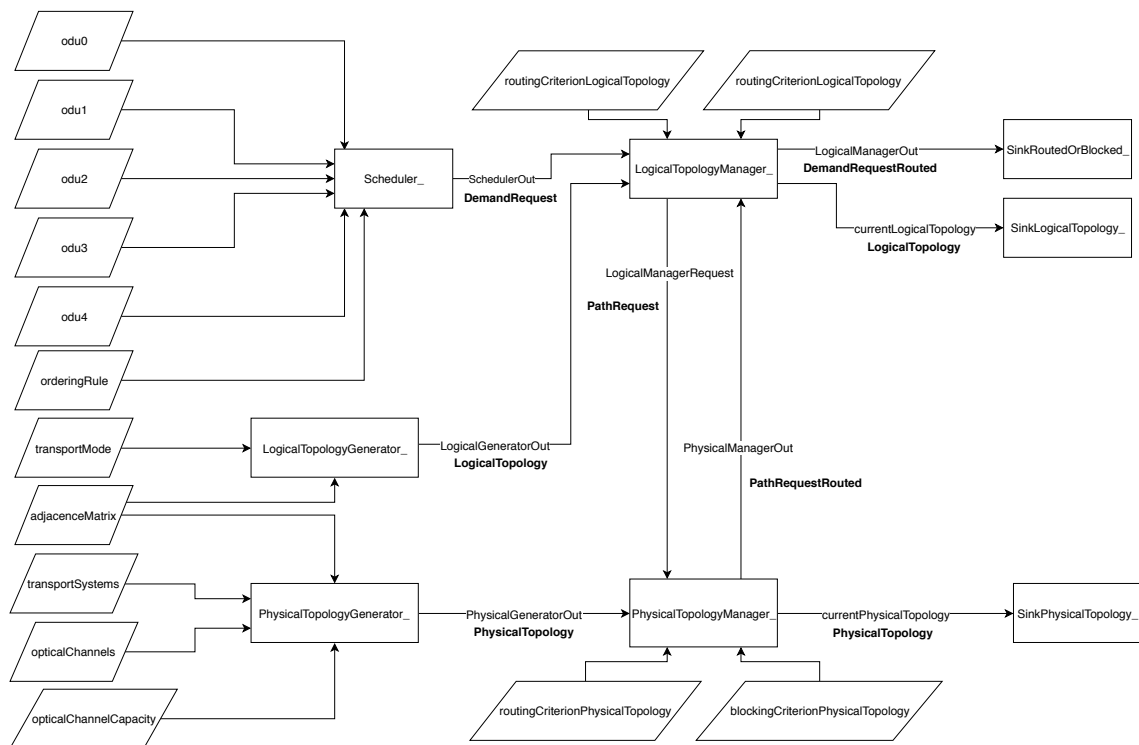 odu0
odu1
odu2
odu3
odu4
orderingRule
transportMode
adjacenceMatrix
transportSystems
opticalChannels
opticalChannelCapacity
Scheduler_
SchedulerOut
DemandRequest
LogicalTopologyGenerator_
LogicalGeneratorOut
LogicalTopology
PhysicalTopologyGenerator_
PhysicalGeneratorOut
PhysicalTopology
routingCriterionLogicalTopology
routingCriterionLogicalTopology
LogicalTopologyManager_
LogicalManagerOut
DemandRequestRouted
SinkRoutedOrBlocked_
currentLogicalTopology
LogicalTopology
SinkLogicalTopology_
LogicalManagerRequest
PathRequest
PhysicalManagerOut
PathRequestRouted
PhysicalTopologyManager_
currentPhysicalTopology
PhysicalTopology
SinkPhysicalTopology_
routingCriterionPhysicalTopology
blockingCriterionPhysicalTopology